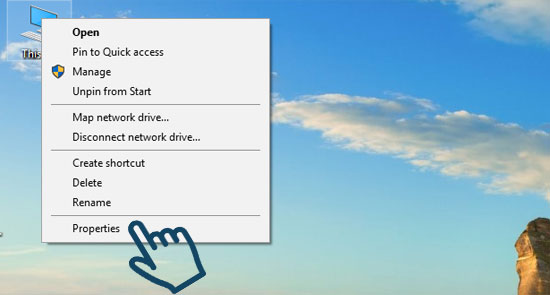 This
Open
Pin to Quick access
Manage
Unpin from Start
Map network drive...
Disconnect network drive...
Create shortcut
Delete
Rename
Properties